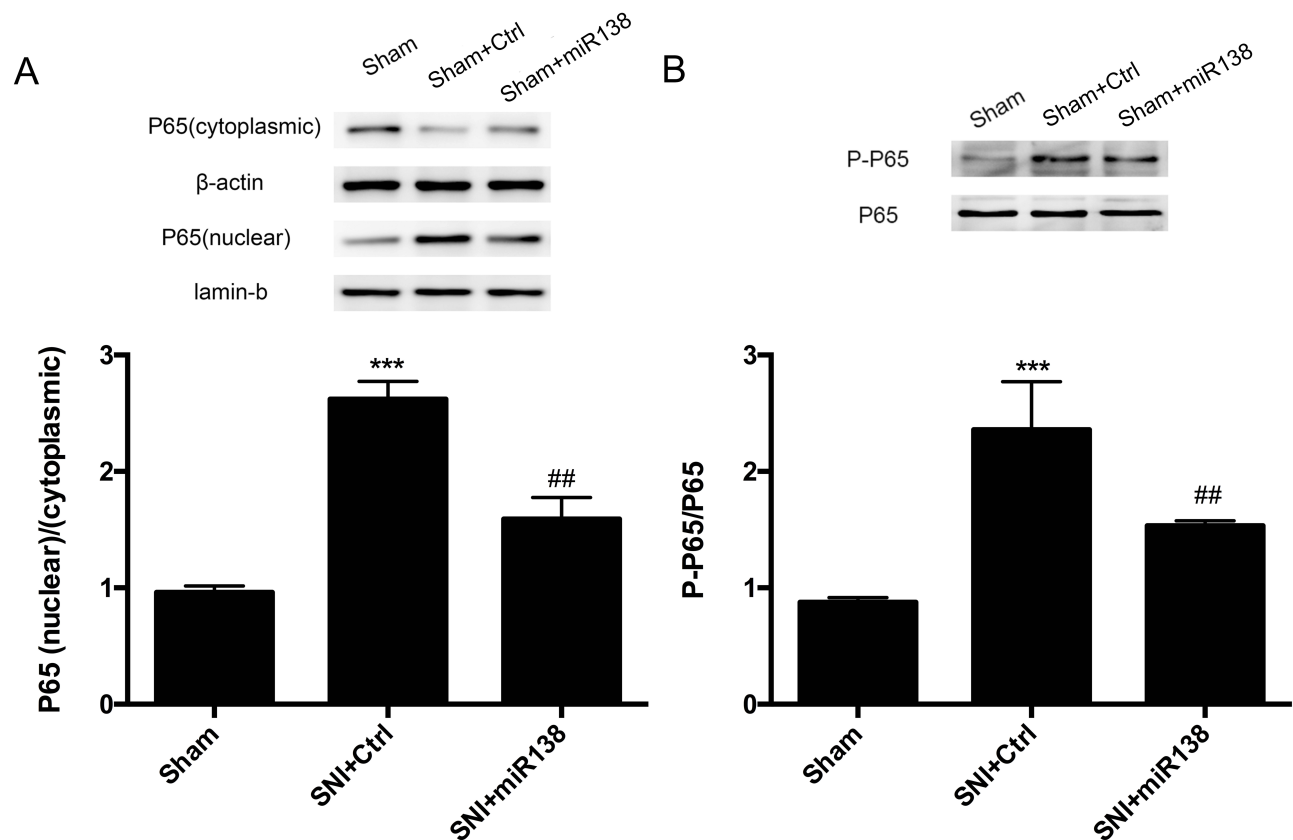 A
Sham
Sham+Ctrl
Sham+miR138
P65(cytoplasmic)
β-actin
P65(nuclear)
lamin-b
P65 (nuclear)/(cytoplasmic)
3
2
1
0
***
##
Sham
SNI+Ctrl
SNI+miR138
B
Sham
Sham+Ctrl
Sham+miR138
P-P65
P65
P-P65/P65
3
2
1
0
***
##
Sham
SNI+Ctrl
SNI+miR138